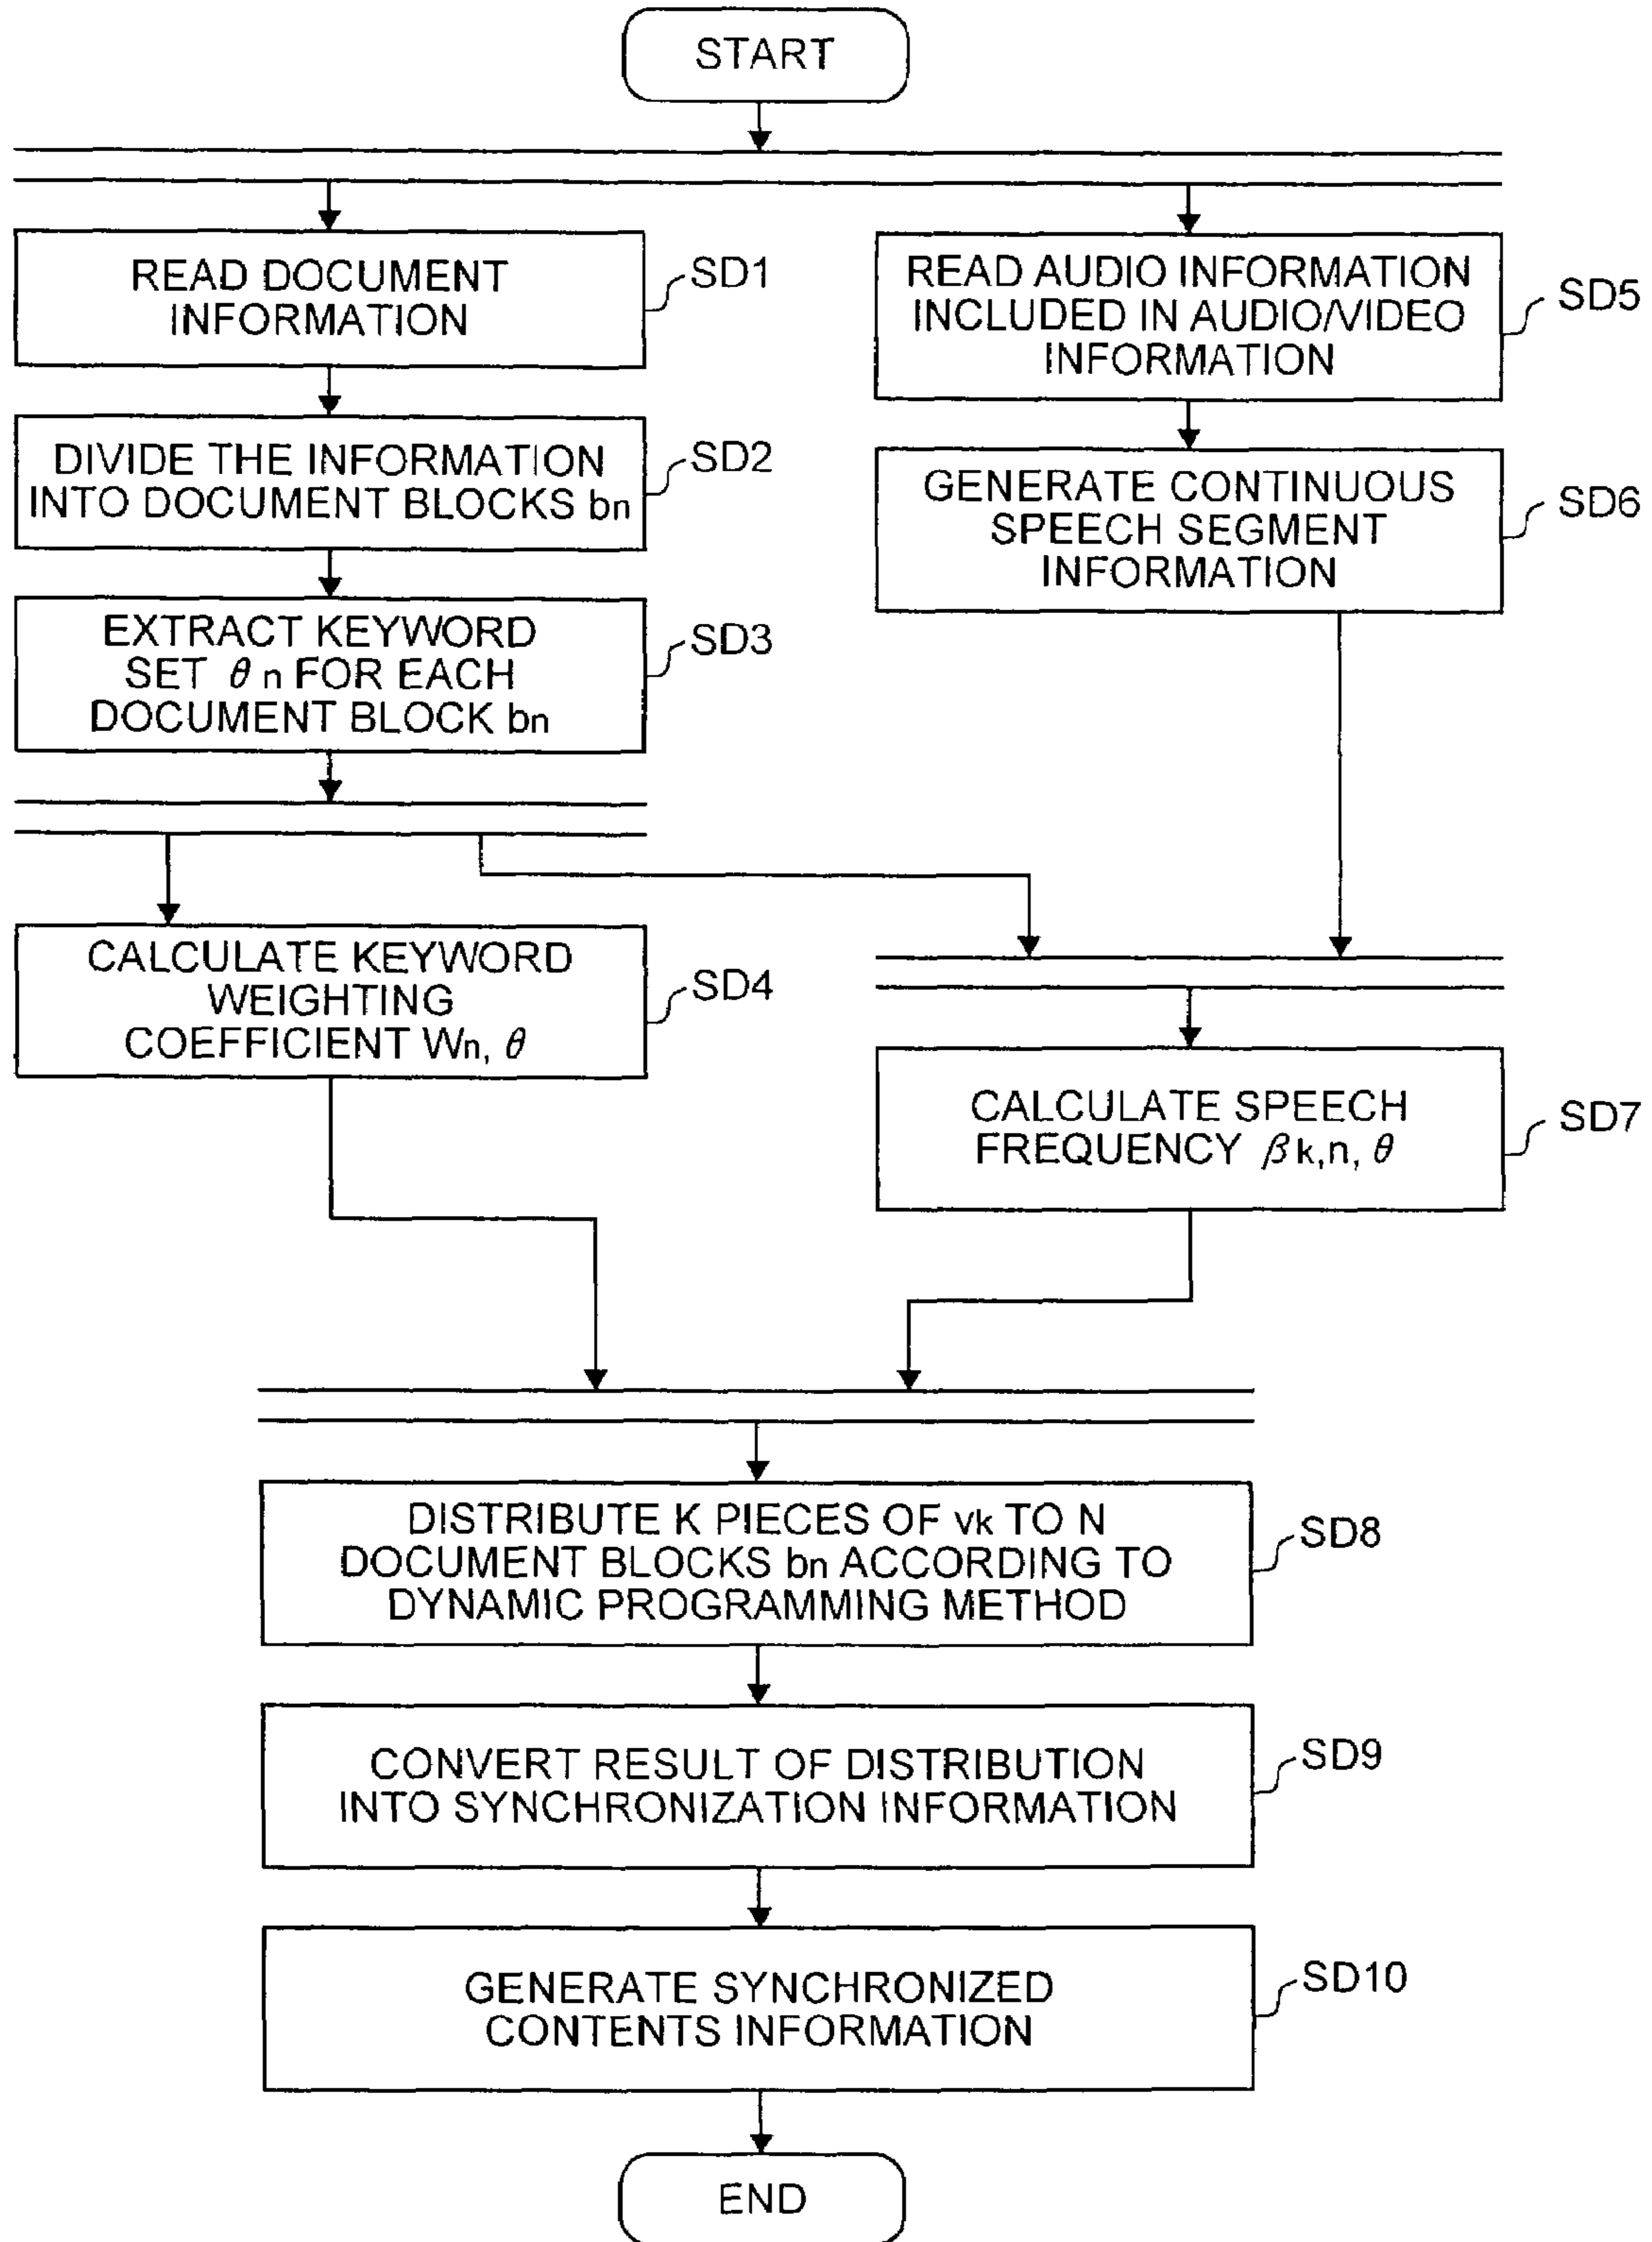 START
READ DOCUMENT
INFORMATION
SD1
DIVIDE THE INFORMATION
INTO DOCUMENT BLOCKS bn
SD2
EXTRACT KEYWORD
SET θn FOR EACH
DOCUMENT BLOCK bn
SD3
CALCULATE KEYWORD
WEIGHTING
COEFFICIENT Wn, θ
SD4
READ AUDIO INFORMATION
INCLUDED IN AUDIO/VIDEO
INFORMATION
SD5
GENERATE CONTINUOUS
SPEECH SEGMENT
INFORMATION
SD6
CALCULATE SPEECH
FREQUENCY βk,n, θ
SD7
DISTRIBUTE K PIECES OF vk TO N
DOCUMENT BLOCKS bn ACCORDING TO
DYNAMIC PROGRAMMING METHOD
SD8
CONVERT RESULT OF DISTRIBUTION
INTO SYNCHRONIZATION INFORMATION
SD9
GENERATE SYNCHRONIZED
CONTENTS INFORMATION
SD10
END